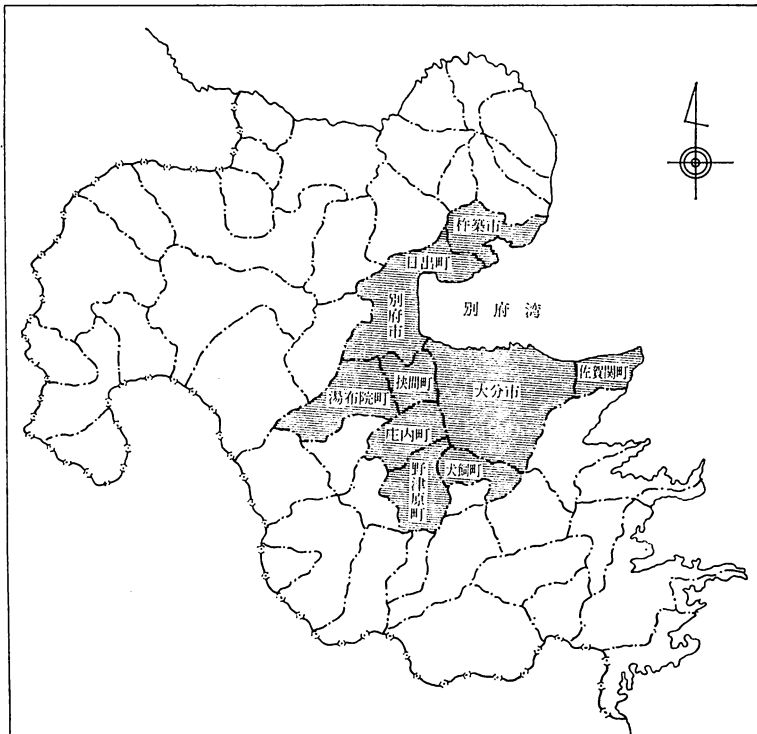 杵築市
日出町
別府市
別府湾
佐賀関町
大分市
挾間町
湯布院町
庄内町
犬飼町
野津原町